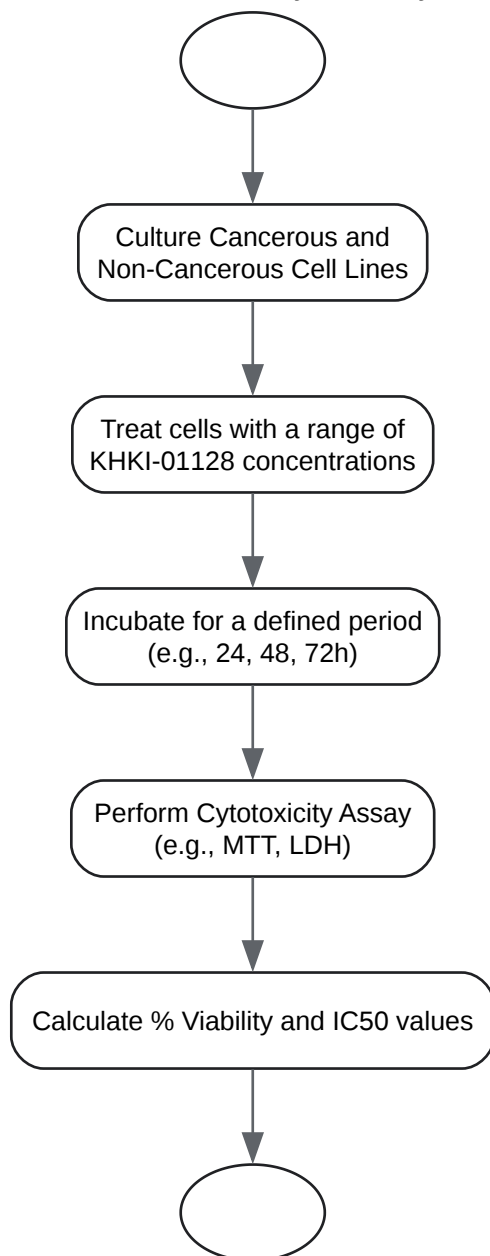 Culture Cancerous and
Non-Cancerous Cell Lines
Treat cells with a range of
KHKI-01128 concentrations
Incubate for a defined period
(e.g., 24, 48, 72h)
Perform Cytotoxicity Assay
(e.g., MTT, LDH)
Calculate % Viability and IC50 values